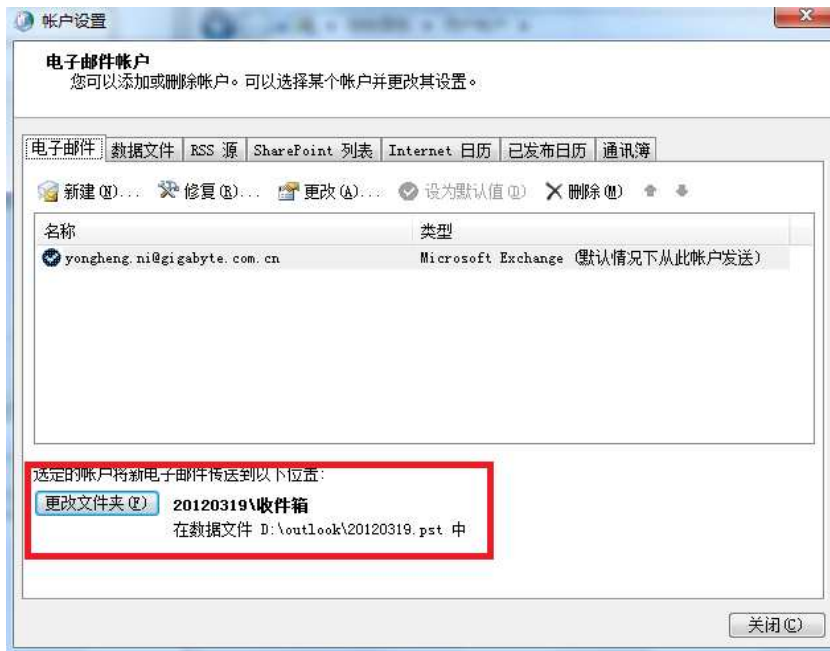 帐户设置
电子邮件帐户
您可以添加或删除帐户。可以选择某个帐户并更改其设置。
电子邮件 数据文件 RSS 源 SharePoint 列表 Internet 日历 已发布日历 通讯簿
新建(N)... 修复(R)... 更改(A)... 设为默认值(D) 删除(M)
名称 类型
yongheng.ni@gigabyte.com.cn Microsoft Exchange (默认情况下从此帐户发送)
选定的帐户将新电子邮件传送到以下位置:
更改文件夹(F) 20120319\收件箱
在数据文件 D:\outlook\20120319.pst 中
关闭(C)